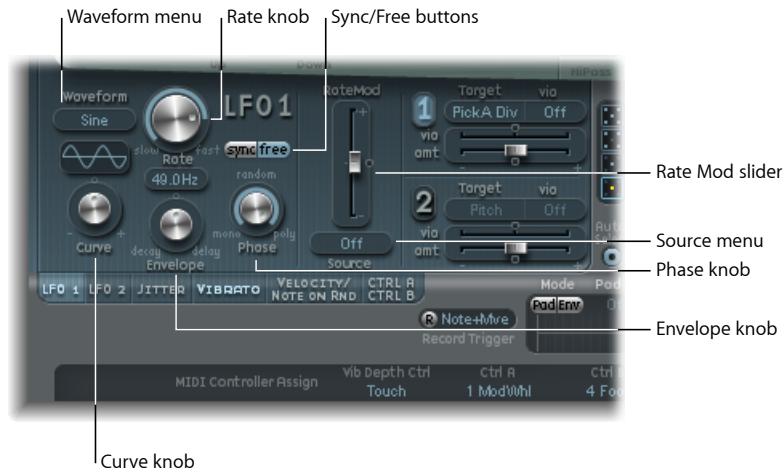 Waveform menu
Rate knob
Sync/Free buttons
Down
HiPass
Waveform
Sine
LFO 1
slow
fast
Rate
sync free
49.0Hz
random
Curve
- +
decay
delay
Envelope
mono
poly
Phase
RateMod
+
-
Off
Source
1
Target
via
PickA Div
Off
via
amt
- +
2
Target
via
Pitch
Off
via
amt
- +
Rate Mod slider
Source menu
Phase knob
Envelope knob
LFO 1
LFO 2
JITTER
VIBRATO
VELOCITY/
NOTE ON RND
CTRL A
CTRL B
Mode
Pad Env
R Note+Mve
Record Trigger
MIDI Controller Assign
Vib Depth Ctrl
Touch
Ctrl A
1 ModWhl
4 Foo
Curve knob